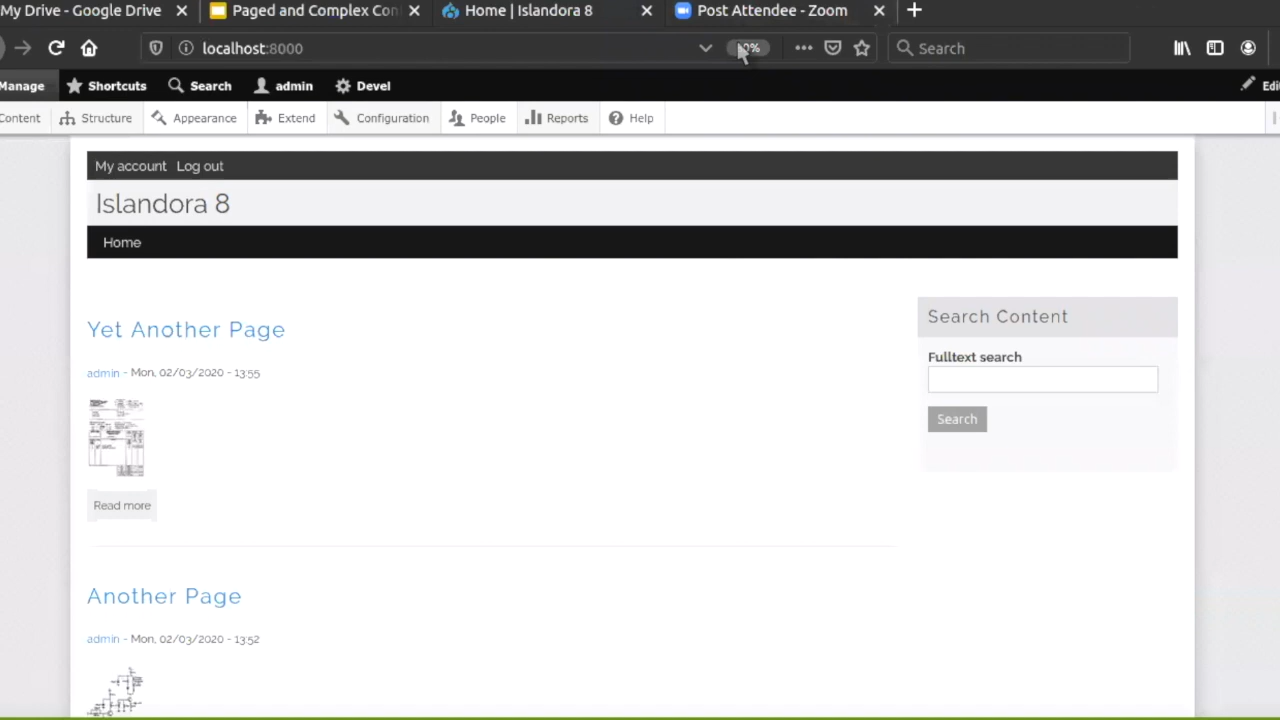 My Drive - Google Drive
Paged and Complex Con
Home | Islandora 8
Post Attendee - Zoom
localhost:8000
Search
Manage
Shortcuts
Search
admin
Devel
Content
Structure
Appearance
Extend
Configuration
People
Reports
Help
My account Log out
Islandora 8
Home
Yet Another Page
admin - Mon, 02/03/2020 - 13:55
Read more
Search Content
Fulltext search
Search
Another Page
admin - Mon, 02/03/2020 - 13:52